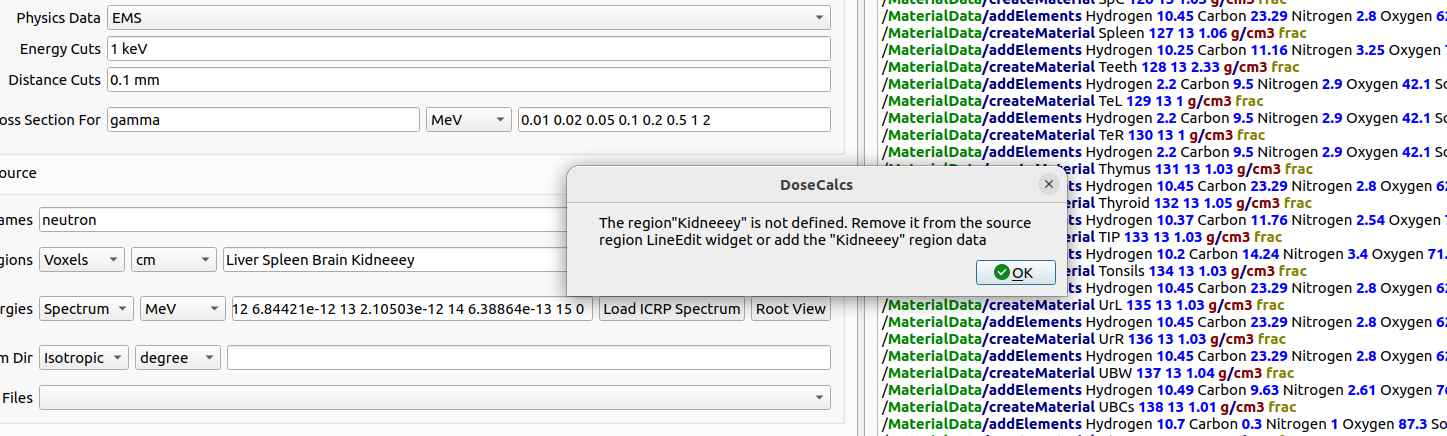 Physics Data EMS
Energy Cuts 1 keV
Distance Cuts 0.1 mm
oss Section For gamma MeV 0.01 0.02 0.05 0.1 0.2 0.5 1 2
ource
ames neutron
gions Voxels cm Liver Spleen Brain Kidneeey
rgies Spectrum MeV 12 6.84421e-12 13 2.10503e-12 14 6.38864e-13 15 0 Load ICRP Spectrum Root View
m Dir Isotropic degree
Files
DoseCalcs
The region"Kidneeey" is not defined. Remove it from the source
region LineEdit widget or add the "Kidneeey" region data
OK
/MaterialData/addElements Hydrogen 10.45 Carbon 23.29 Nitrogen 2.8 Oxygen 62
/MaterialData/createMaterial Spleen 127 13 1.06 g/cm3 frac
/MaterialData/addElements Hydrogen 10.25 Carbon 11.16 Nitrogen 3.25 Oxygen
/MaterialData/createMaterial Teeth 128 13 2.33 g/cm3 frac
/MaterialData/addElements Hydrogen 2.2 Carbon 9.5 Nitrogen 2.9 Oxygen 42.1 So
/MaterialData/createMaterial TeL 129 13 1 g/cm3 frac
/MaterialData/addElements Hydrogen 2.2 Carbon 9.5 Nitrogen 2.9 Oxygen 42.1 So
/MaterialData/createMaterial TeR 130 13 1 g/cm3 frac
/MaterialData/addElements Hydrogen 2.2 Carbon 9.5 Nitrogen 2.9 Oxygen 42.1 So
Thymus 131 13 1.03 g/cm3 frac
ments Hydrogen 10.45 Carbon 23.29 Nitrogen 2.8 Oxygen 62
erial Thyroid 132 13 1.05 g/cm3 frac
ments Hydrogen 10.37 Carbon 11.76 Nitrogen 2.54 Oxygen
erial TIP 133 13 1.03 g/cm3 frac
ments Hydrogen 10.2 Carbon 14.24 Nitrogen 3.4 Oxygen 71.
erial Tonsils 134 13 1.03 g/cm3 frac
ments Hydrogen 10.45 Carbon 23.29 Nitrogen 2.8 Oxygen 62
/MaterialData/createMaterial UrL 135 13 1.03 g/cm3 frac
/MaterialData/addElements Hydrogen 10.45 Carbon 23.29 Nitrogen 2.8 Oxygen 62
/MaterialData/createMaterial UrR 136 13 1.03 g/cm3 frac
/MaterialData/addElements Hydrogen 10.45 Carbon 23.29 Nitrogen 2.8 Oxygen 62
/MaterialData/createMaterial UBW 137 13 1.04 g/cm3 frac
/MaterialData/addElements Hydrogen 10.49 Carbon 9.63 Nitrogen 2.61 Oxygen 76
/MaterialData/createMaterial UBCs 138 13 1.01 g/cm3 frac
/MaterialData/addElements Hydrogen 10.7 Carbon 0.3 Nitrogen 1 Oxygen 87.3 So